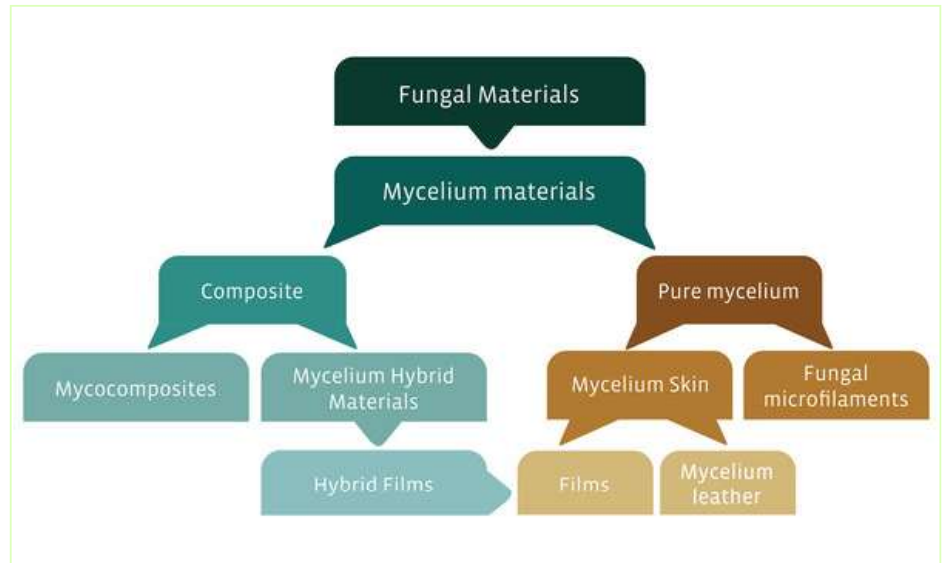 Fungal Materials
Mycelium materials
Composite
Pure mycelium
Mycocomposites
Mycelium Hybrid
Materials
Mycelium Skin
Fungal
microfilaments
Hybrid Films
Films
Mycelium
leather